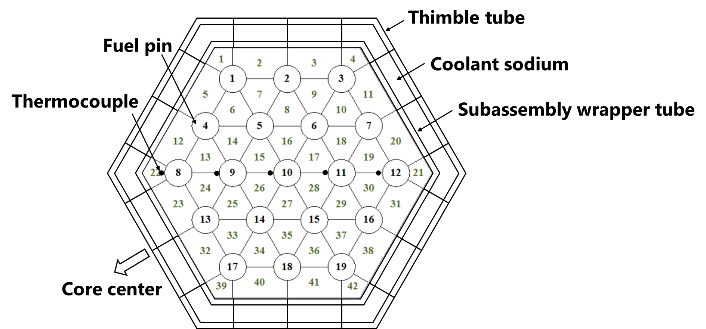 Thimble tube
Fuel pin
Coolant sodium
Thermocouple
Subassembly wrapper tube
1 2 3 4
1 2 3
5 6 7 8 9 10 11
4 5 6 7
12 13 14 15 16 17 18 19 20
22 8 9 10 11 12 21
23 24 25 26 27 28 29 30 31
13 14 15 16
32 33 34 35 36 37 38
17 18 19
39 40 41 42
Core center